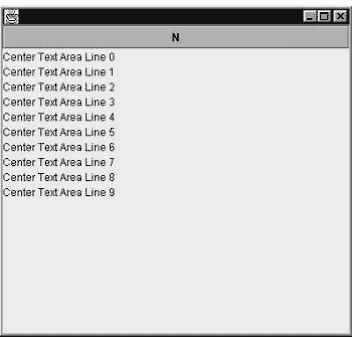 N
Center Text Area Line 0
Center Text Area Line 1
Center Text Area Line 2
Center Text Area Line 3
Center Text Area Line 4
Center Text Area Line 5
Center Text Area Line 6
Center Text Area Line 7
Center Text Area Line 8
Center Text Area Line 9